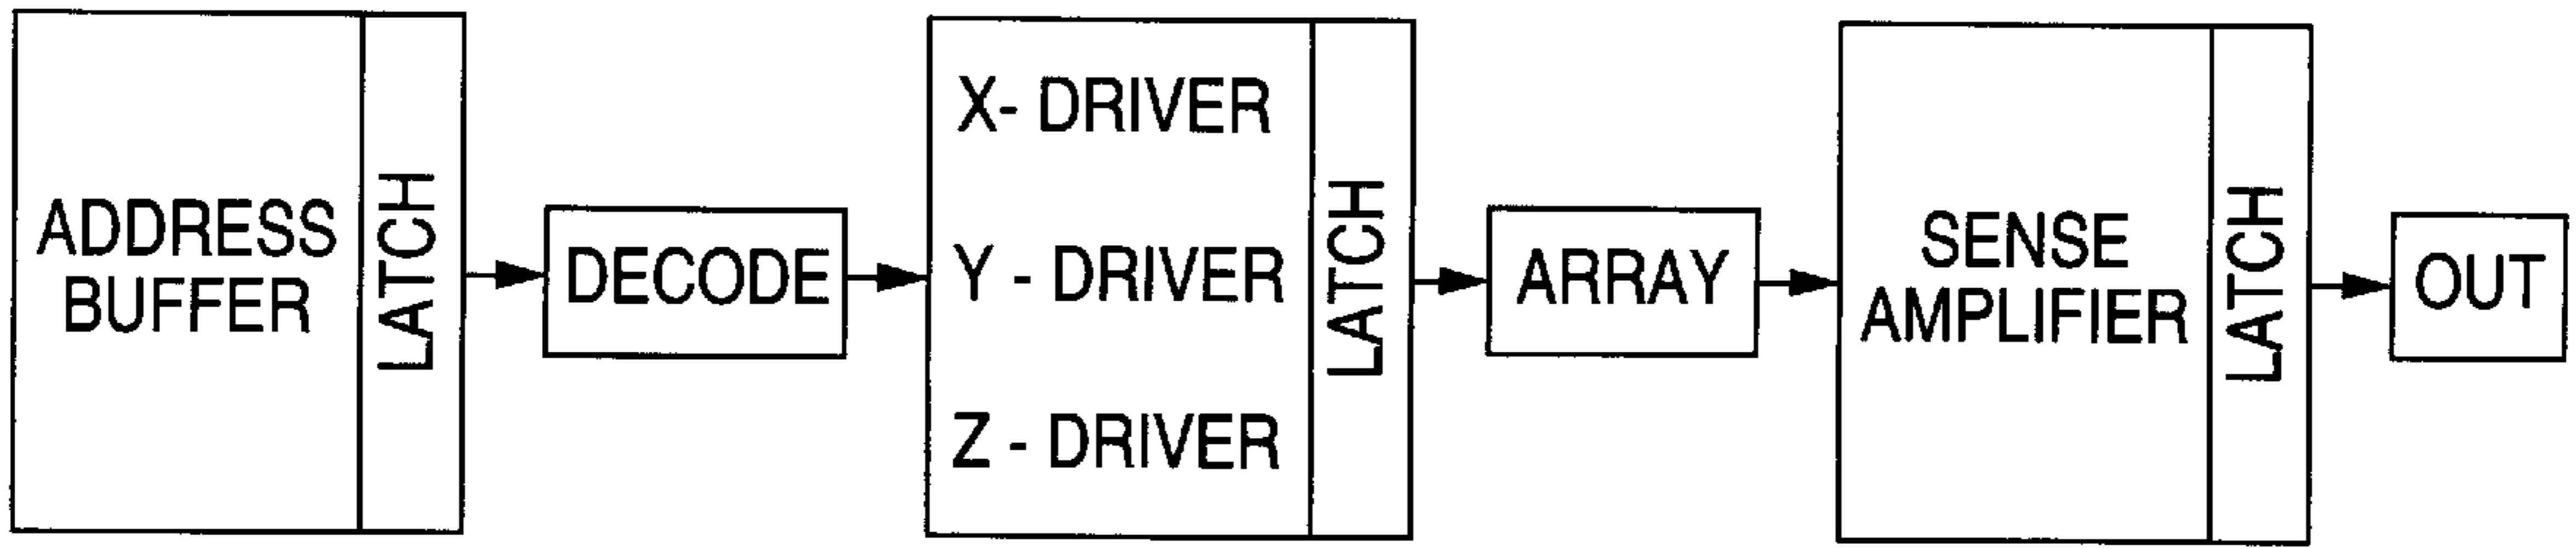 ADDRESS
BUFFER
LATCH
DECODE
X- DRIVER
Y - DRIVER
Z - DRIVER
LATCH
ARRAY
SENSE
AMPLIFIER
LATCH
OUT